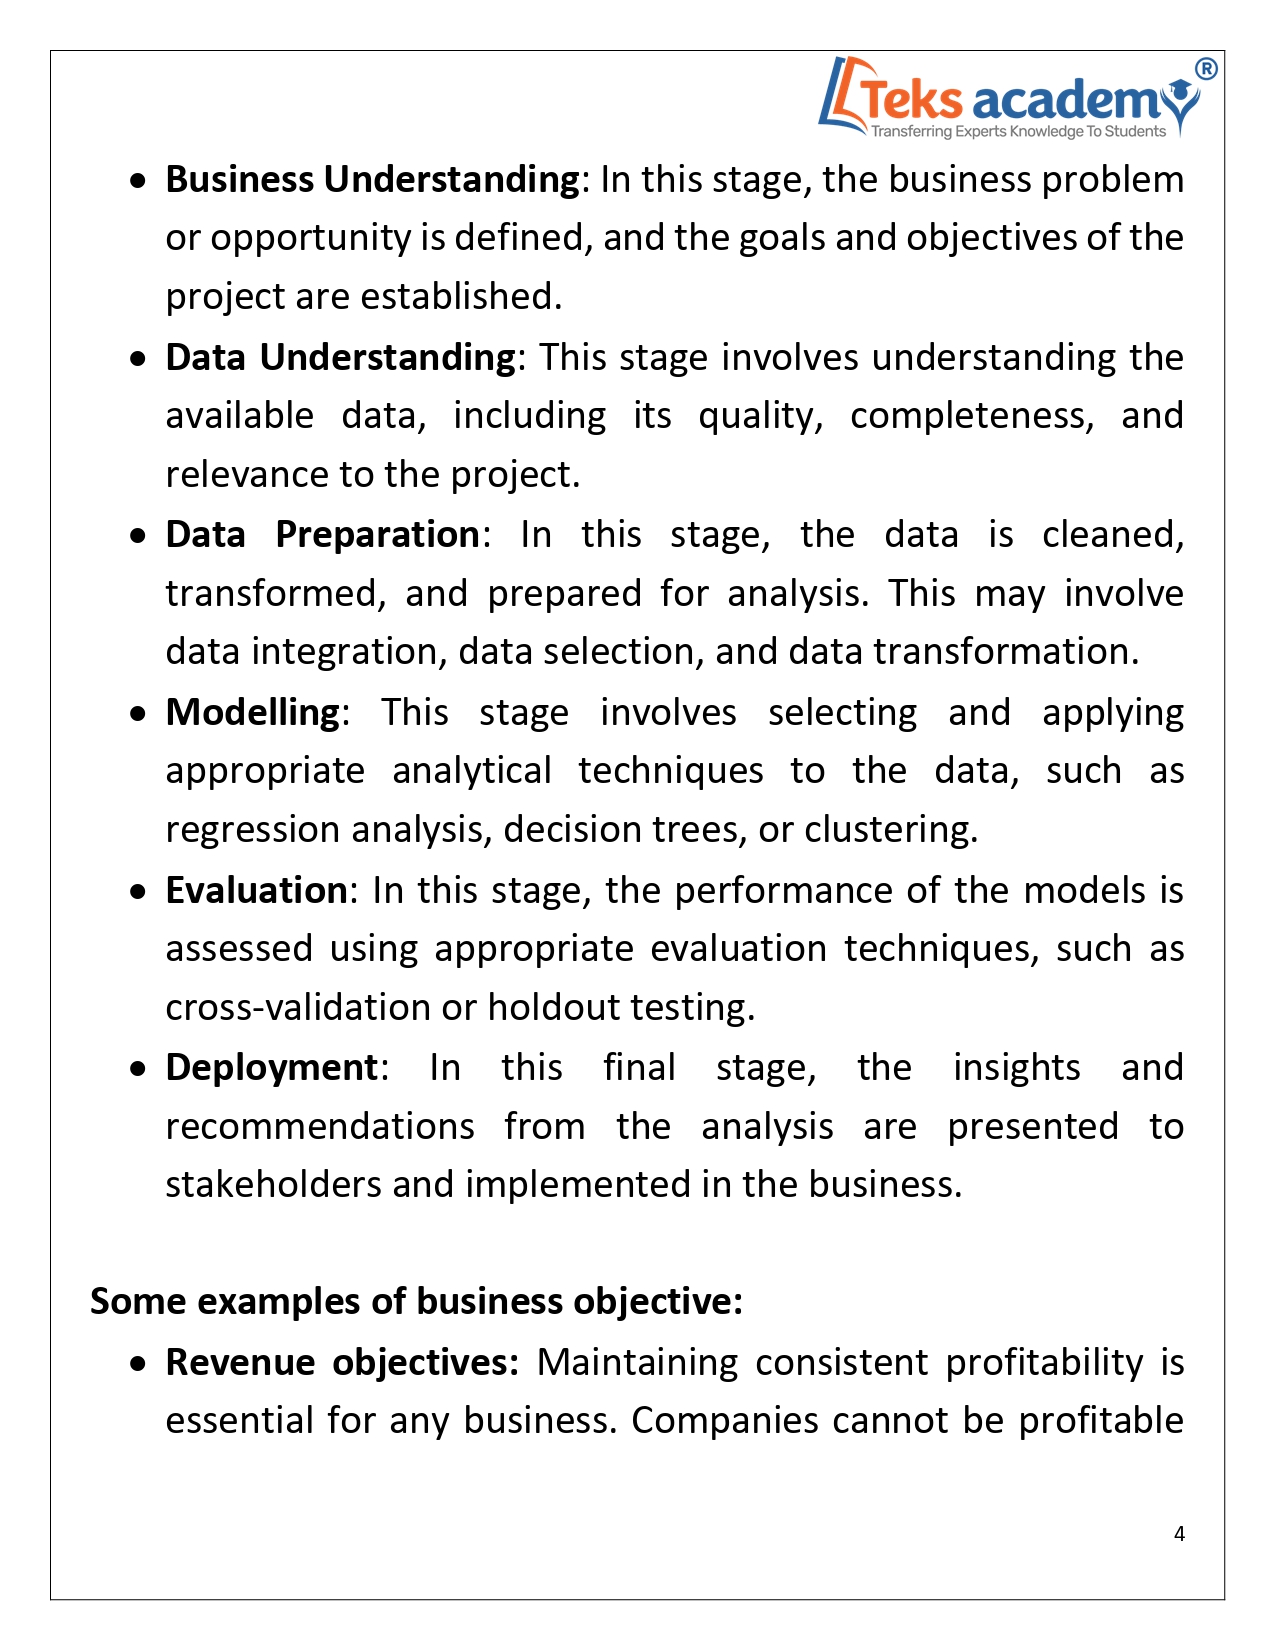 Teks academy ®
Transferring Experts Knowledge To Students
• Business Understanding: In this stage, the business problem
or opportunity is defined, and the goals and objectives of the
project are established.
• Data Understanding: This stage involves understanding the
available data, including its quality, completeness, and
relevance to the project.
• Data Preparation: In this stage, the data is cleaned,
transformed, and prepared for analysis. This may involve
data integration, data selection, and data transformation.
• Modelling: This stage involves selecting and applying
appropriate analytical techniques to the data, such as
regression analysis, decision trees, or clustering.
• Evaluation: In this stage, the performance of the models is
assessed using appropriate evaluation techniques, such as
cross-validation or holdout testing.
• Deployment: In this final stage, the insights and
recommendations from the analysis are presented to
stakeholders and implemented in the business.
Some examples of business objective:
• Revenue objectives: Maintaining consistent profitability is
essential for any business. Companies cannot be profitable
4